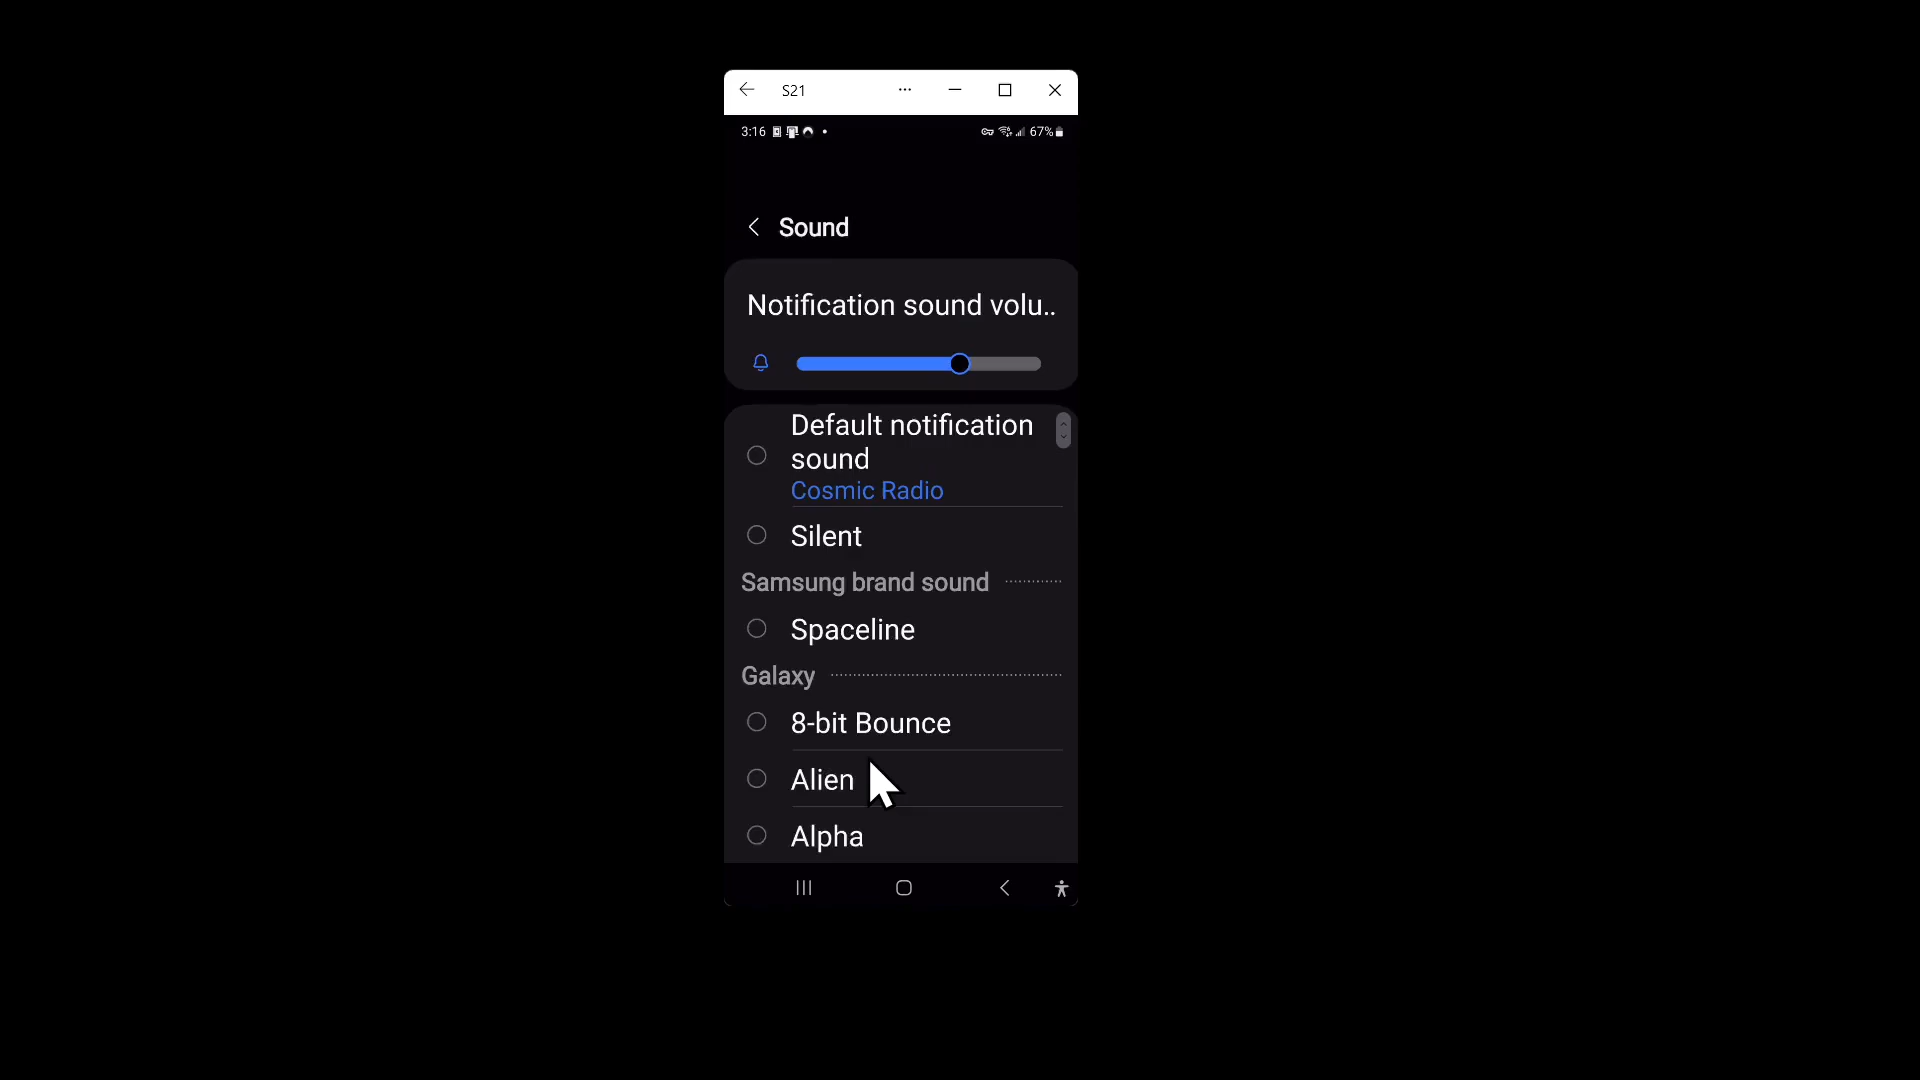 S21
3:16
67%
Sound
Notification sound volu..
Default notification
sound
Cosmic Radio
Silent
Samsung brand sound
Spaceline
Galaxy
8-bit Bounce
Alien
Alpha